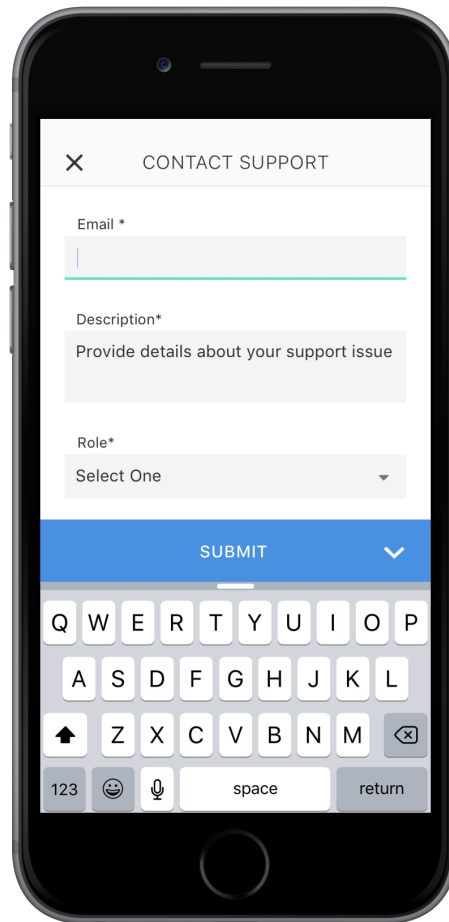 CONTACT SUPPORT
Email *
Description*
Provide details about your support issue
Role*
Select One
SUBMIT
Q W E R T Y U I O P
A S D F G H J K L
Z X C V B N M
123 space return